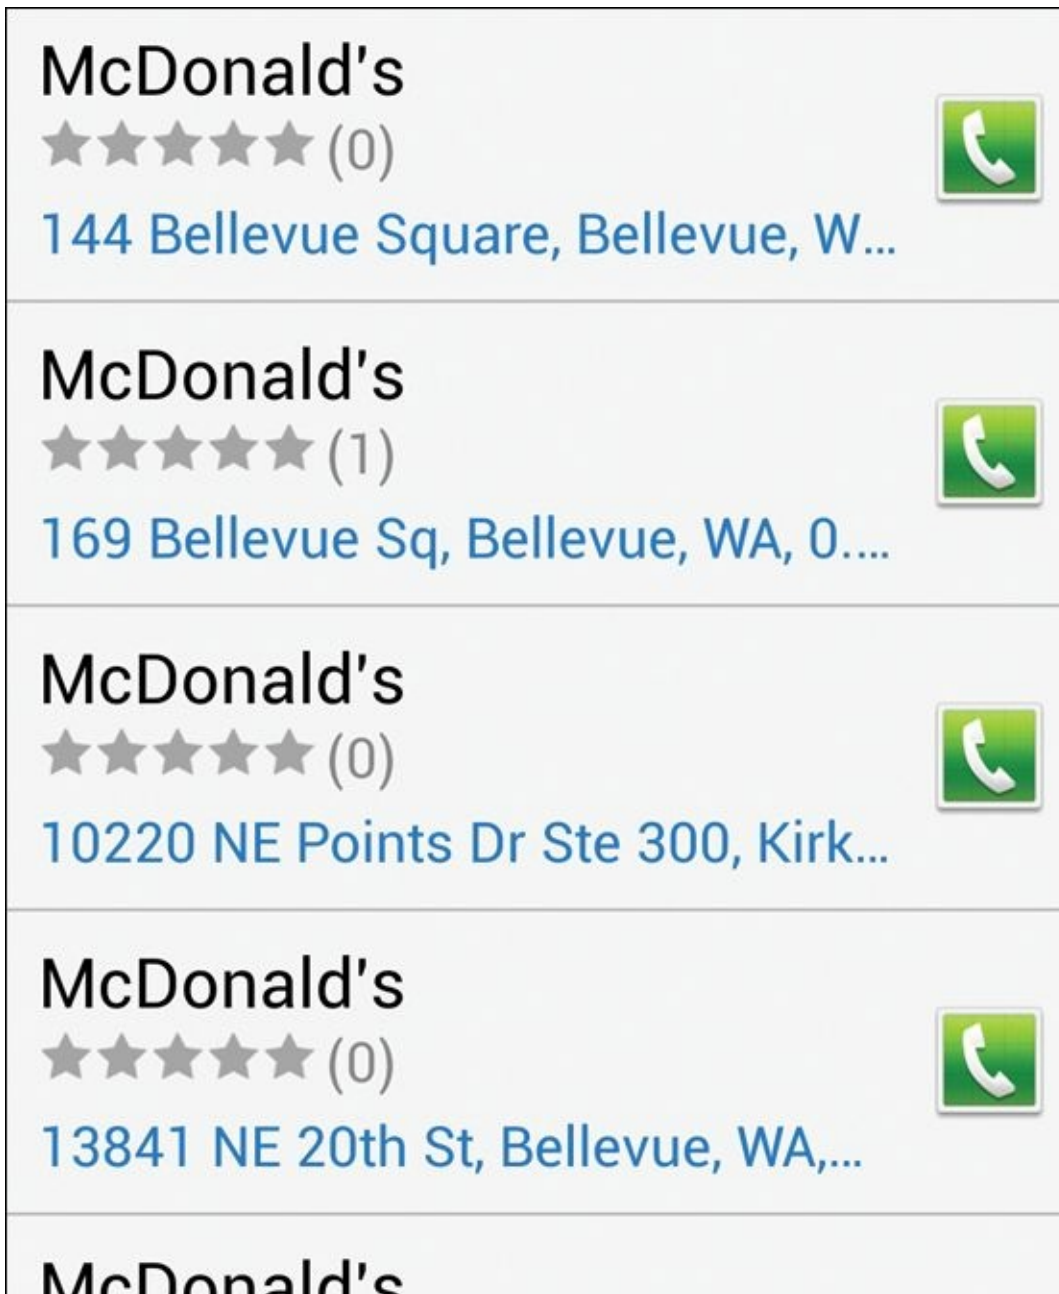 McDonald's
(0)
144 Bellevue Square, Bellevue, W...
McDonald's
(1)
169 Bellevue Sq, Bellevue, WA, 0....
McDonald's
(0)
10220 NE Points Dr Ste 300, Kirk...
McDonald's
(0)
13841 NE 20th St, Bellevue, WA,...
McDonald's